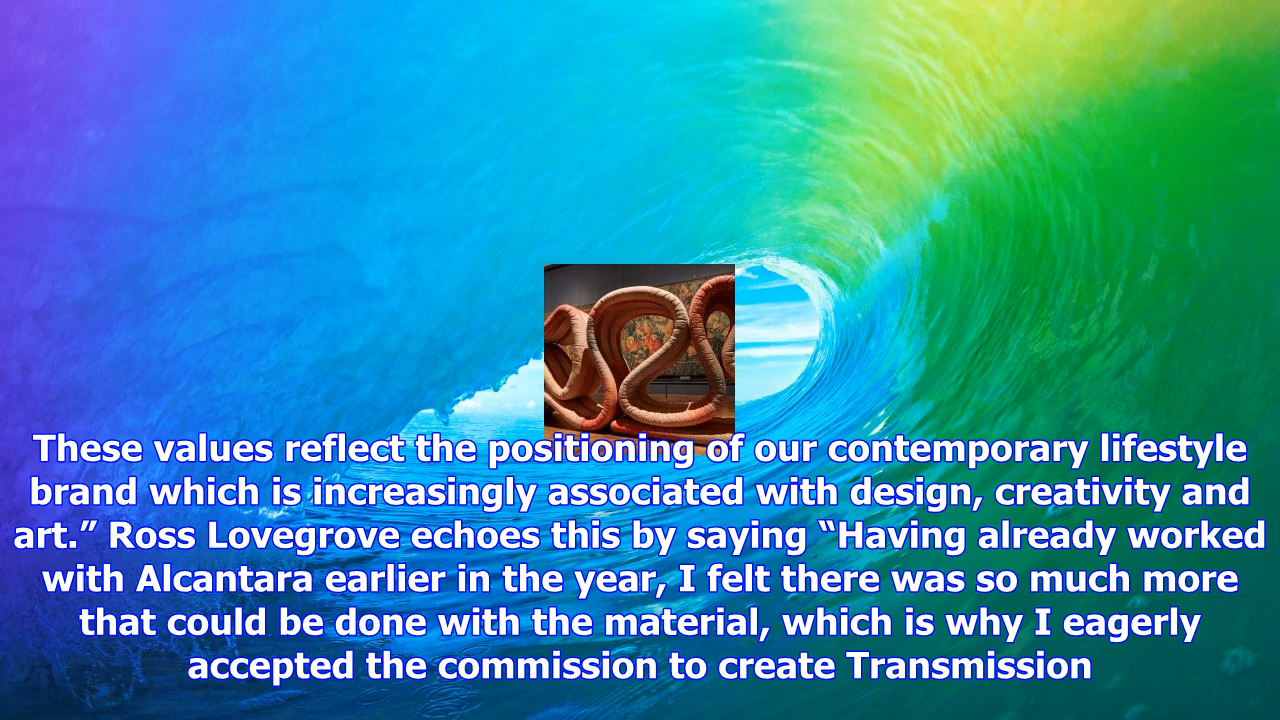 These values reflect the positioning of our contemporary lifestyle
brand which is increasingly associated with design, creativity and
art.” Ross Lovegrove echoes this by saying “Having already worked
with Alcantara earlier in the year, I felt there was so much more
that could be done with the material, which is why I eagerly
accepted the commission to create Transmission